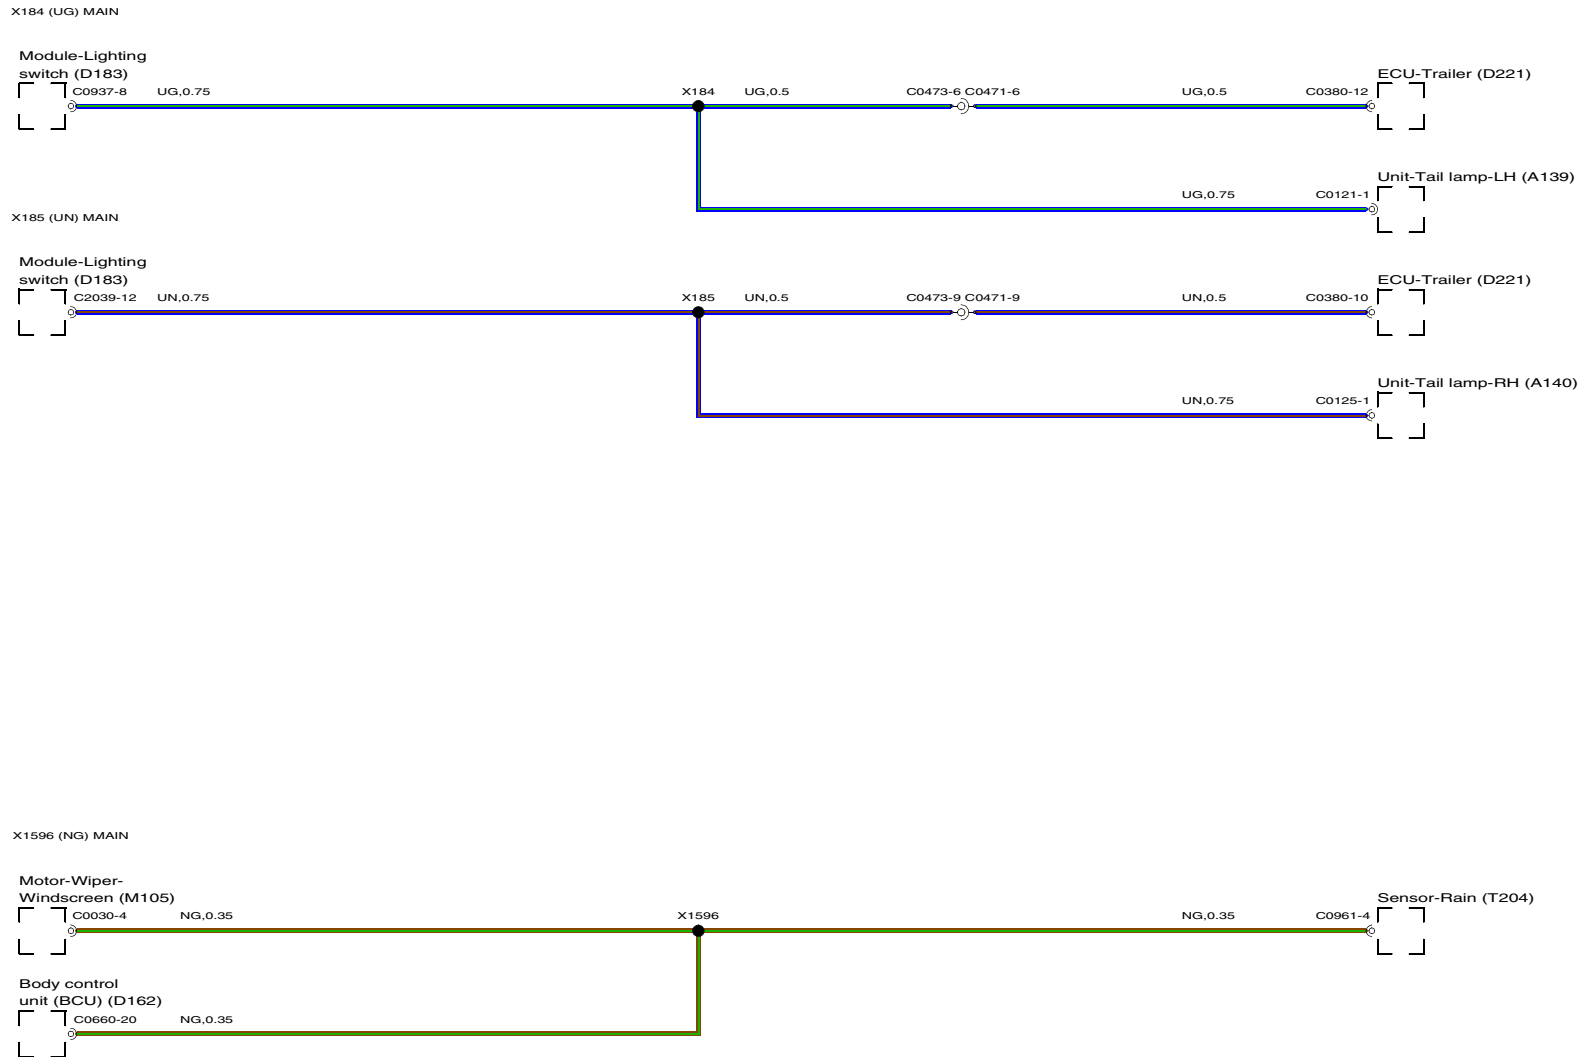 X184 (UG) MAIN
Module-Lighting
switch (D183)
ECU-Trailer (D221)
C0937-8 UG,0.75 X184 UG,0.5 C0473-6 C0471-6 UG,0.5 C0380-12
Unit-Tail lamp-LH (A139)
UG,0.75 C0121-1
X185 (UN) MAIN
Module-Lighting
switch (D183)
ECU-Trailer (D221)
C2039-12 UN,0.75 X185 UN,0.5 C0473-9 C0471-9 UN,0.5 C0380-10
Unit-Tail lamp-RH (A140)
UN,0.75 C0125-1
X1596 (NG) MAIN
Motor-Wiper-
Windscreen (M105)
Sensor-Rain (T204)
C0030-4 NG,0.35 X1596 NG,0.35 C0961-4
Body control
unit (BCU) (D162)
C0660-20 NG,0.35